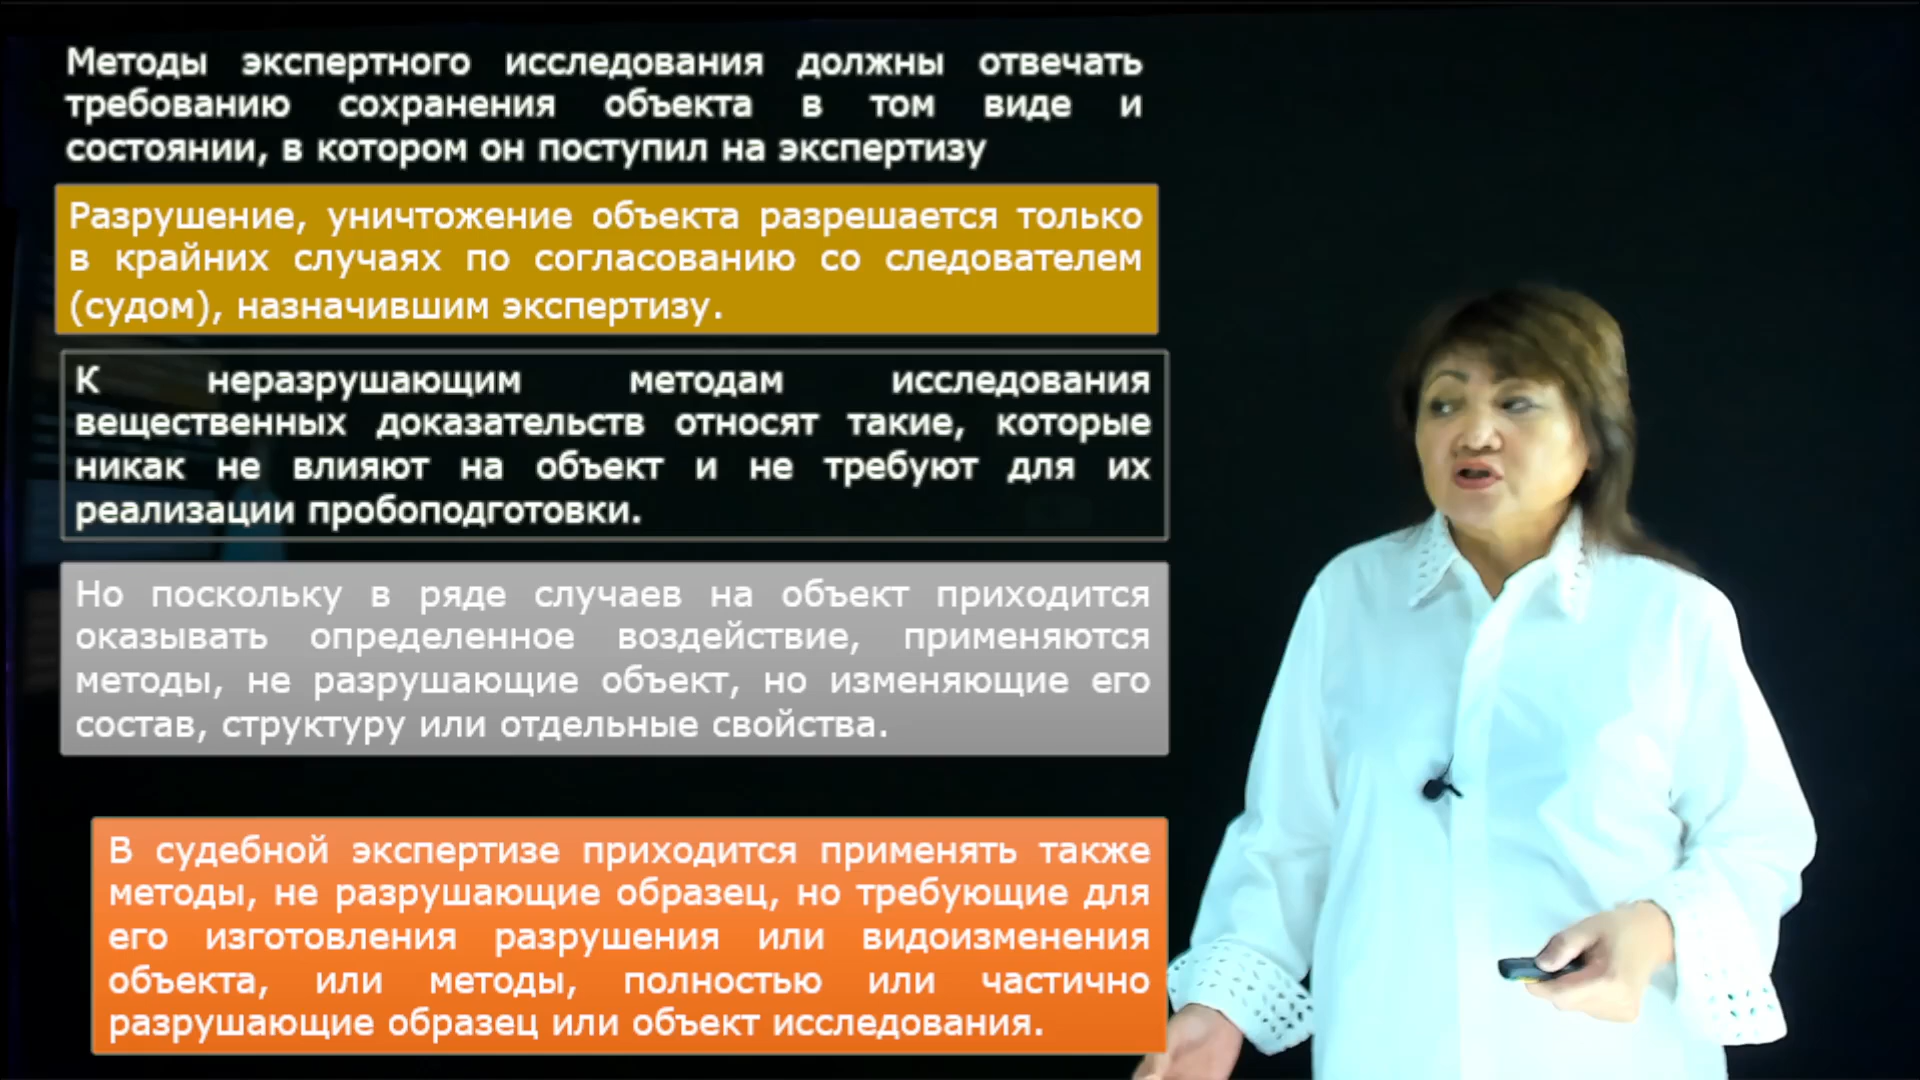 Методы экспертного исследования должны отвечать
требованию сохранения объекта в том виде и
состоянии, в котором он поступил на экспертизу
Разрушение, уничтожение объекта разрешается только
в крайних случаях по согласованию со следователем
(судом), назначившим экспертизу.
К неразрушающим методам исследования
вещественных доказательств относят такие, которые
никак не влияют на объект и не требуют для их
реализации пробоподготовки.
Но поскольку в ряде случаев на объект приходится
оказывать определенное воздействие, применяются
методы, не разрушающие объект, но изменяющие его
состав, структуру или отдельные свойства.
В судебной экспертизе приходится применять также
методы, не разрушающие образец, но требующие для
его изготовления разрушения или видоизменения
объекта, или методы, полностью или частично
разрушающие образец или объект исследования.